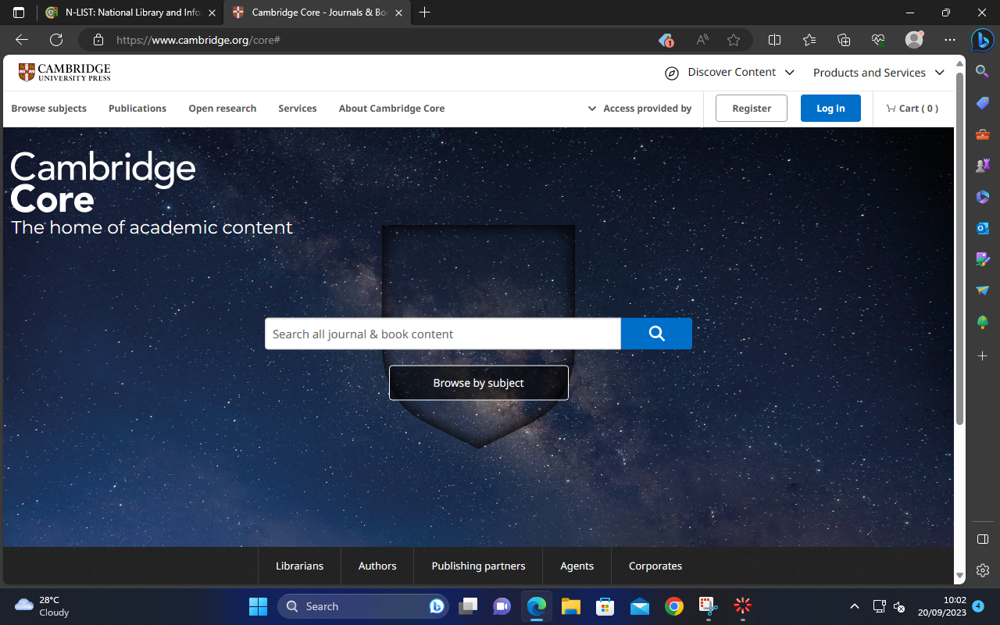 N-LIST: National Library and Info
Cambridge Core - Journals & Bo
https://www.cambridge.org/core#
1
CAMBRIDGE
UNIVERSITY PRESS
Discover Content
Products and Services
Browse subjects
Publications
Open research
Services
About Cambridge Core
Access provided by
Register
Log in
Cart ( 0 )
Cambridge
Core
The home of academic content
Search all journal & book content
Browse by subject
Librarians
Authors
Publishing partners
Agents
Corporates
28°C
Cloudy
Search
10:02
20/09/2023
4